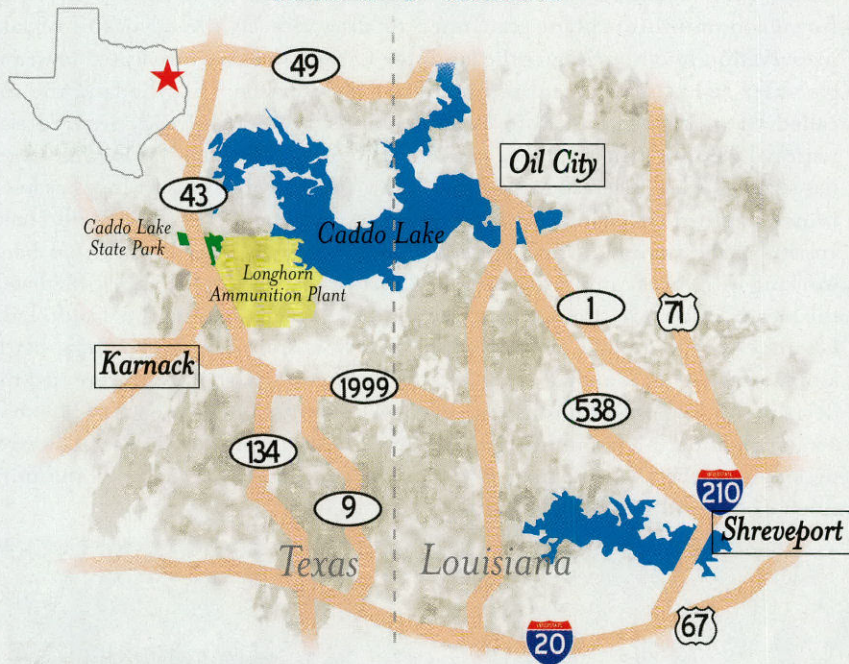 49
Oil City
43
Caddo Lake
State Park
Caddo Lake
Longhorn
Ammunition Plant
1
71
Karnack
1999
538
134
9
INTERSTATE
210
Shreveport
Texas
Louisiana
INTERSTATE
20
67